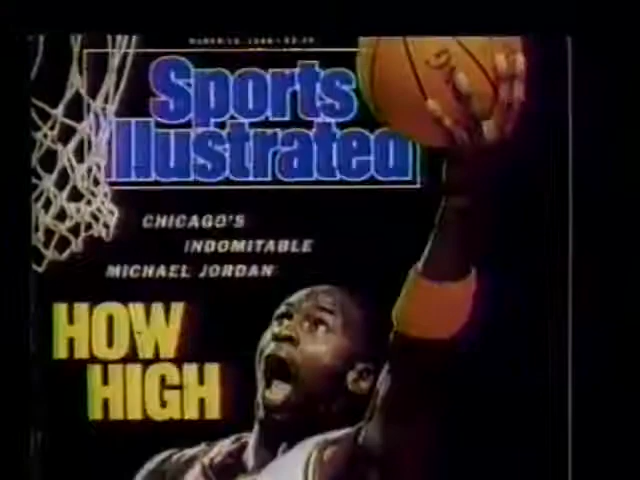 Sports
Illustrated
CHICAGO'S
INDOMITABLE
MICHAEL JORDAN
HOW
HIGH